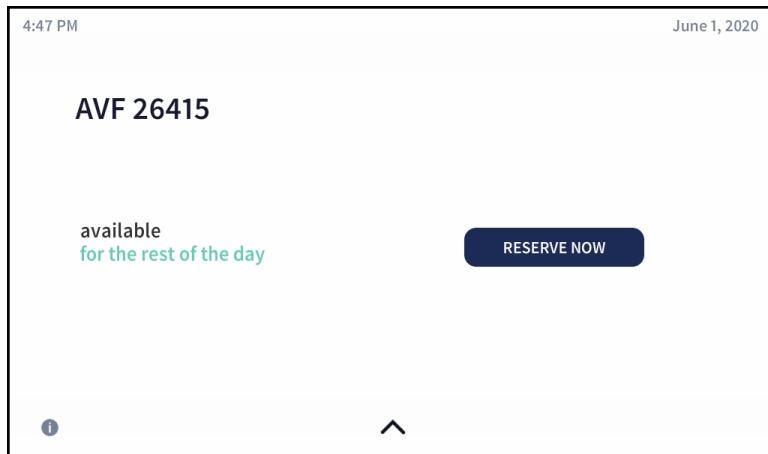 4:47 PM June 1, 2020
AVF 26415
available
for the rest of the day
RESERVE NOW
i